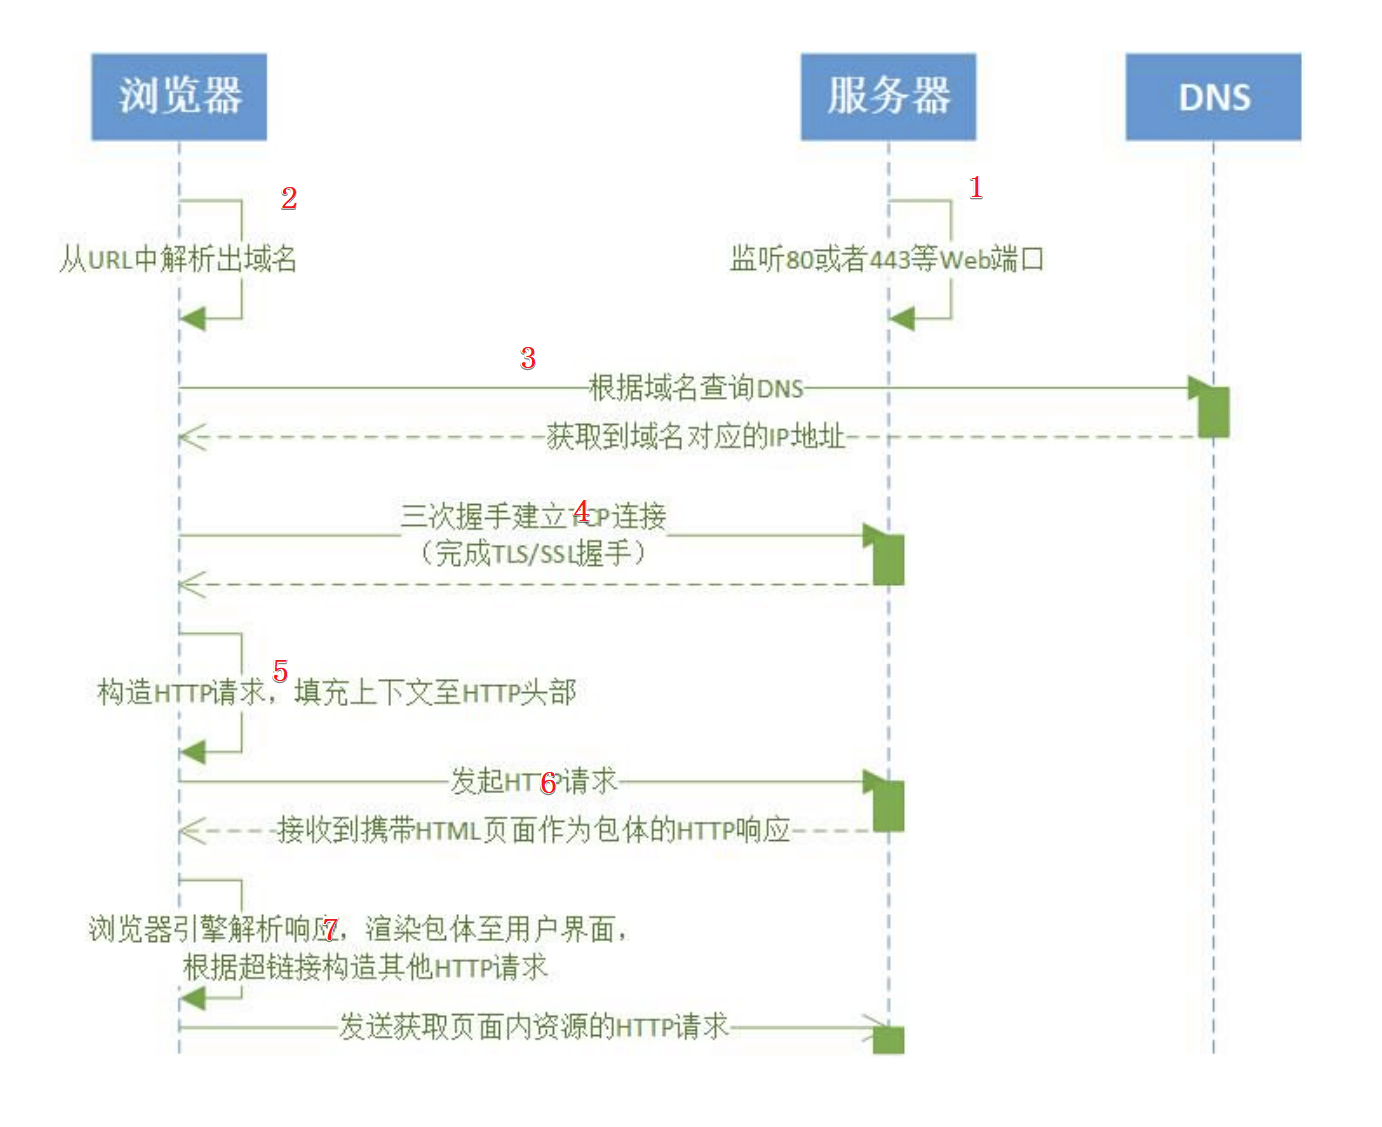 浏览器
服务器
DNS
2
1
从URL中解析出域名
监听80或者443等Web端口
3
根据域名查询DNS
获取到域名对应的IP地址
4
三次握手建立TCP连接
（完成TLS/SSL握手）
5
构造HTTP请求，填充上下文至HTTP头部
发起HTTP请求
6
接收到携带HTML页面作为包体的HTTP响应
浏览器引擎解析响应，渲染包体至用户界面，
7
根据超链接构造其他HTTP请求
发送获取页面内资源的HTTP请求